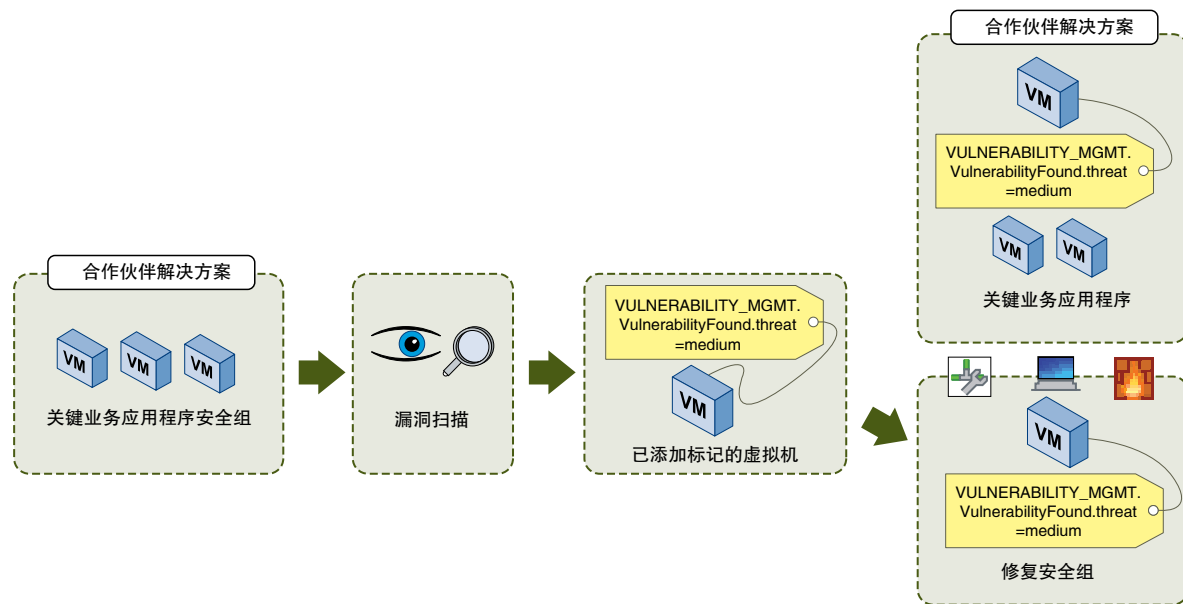 合作伙伴解决方案
VM
VM
VM
关键业务应用程序安全组
漏洞扫描
VULNERABILITY_MGMT.
VulnerabilityFound.threat
=medium
VM
已添加标记的虚拟机
合作伙伴解决方案
VM
VULNERABILITY_MGMT.
VulnerabilityFound.threat
=medium
VM
VM
关键业务应用程序
VM
VULNERABILITY_MGMT.
VulnerabilityFound.threat
=medium
修复安全组